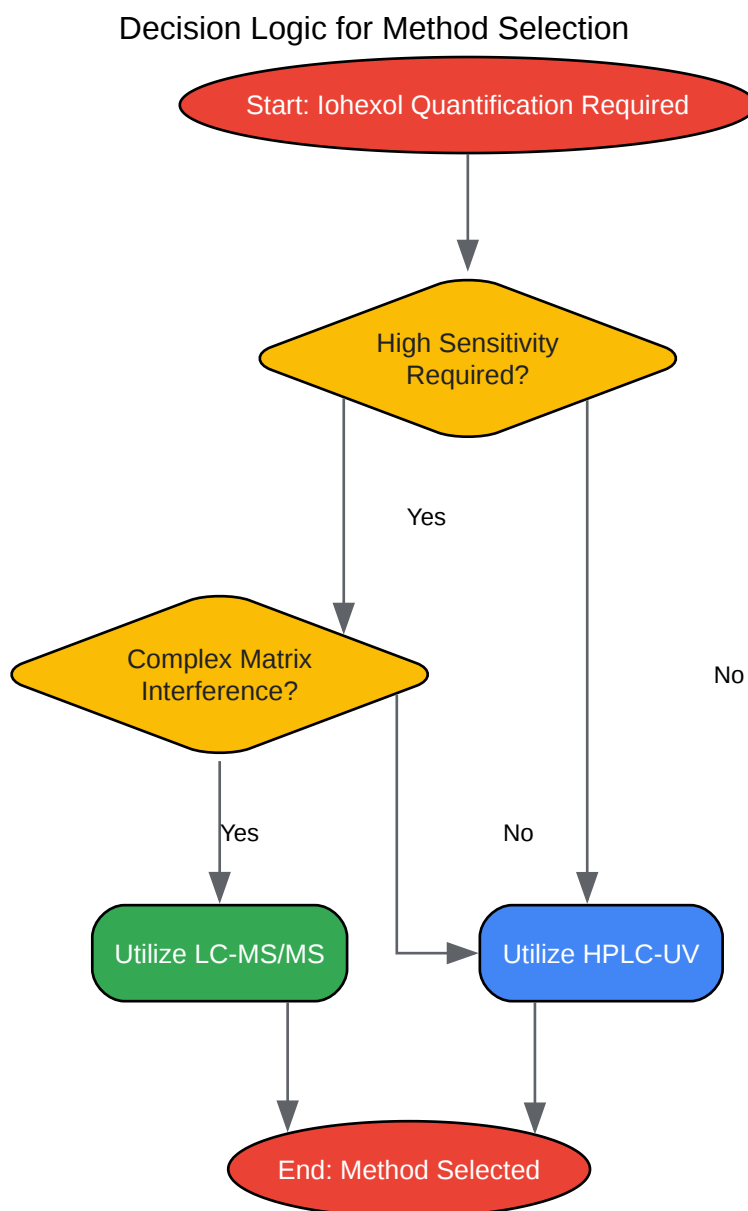 Decision Logic for Method Selection
Start: Iohexol Quantification Required
High Sensitivity
Required?
Yes
Complex Matrix
Interference?
No
Yes
No
Utilize LC-MS/MS
Utilize HPLC-UV
End: Method Selected